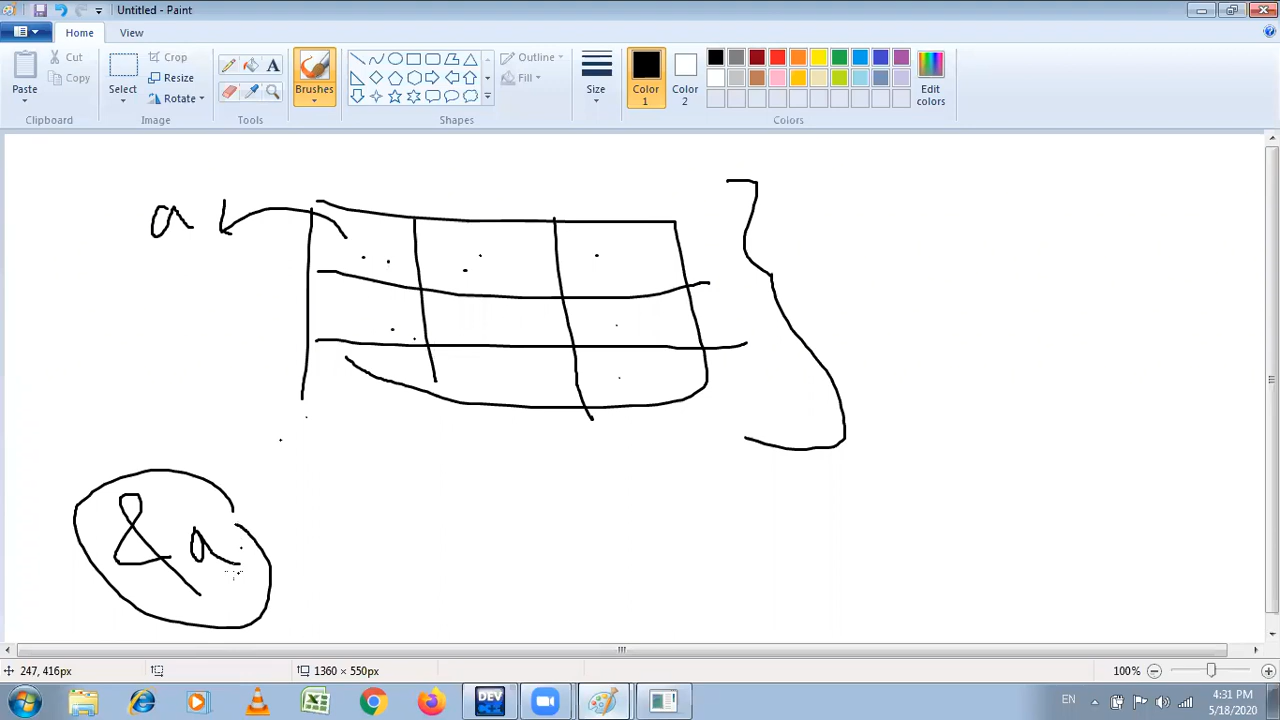 Untitled - Paint
Home View
Paste
Cut
Copy
Clipboard
Select
Crop
Resize
Rotate
Image
A
Tools
Brushes
Outline
Fill
Shapes
Size
Color 1
Color 2
Edit colors
Colors
a
&a
247, 416px
1360 × 550px
100%
DEV
EN
4:31 PM
5/18/2020